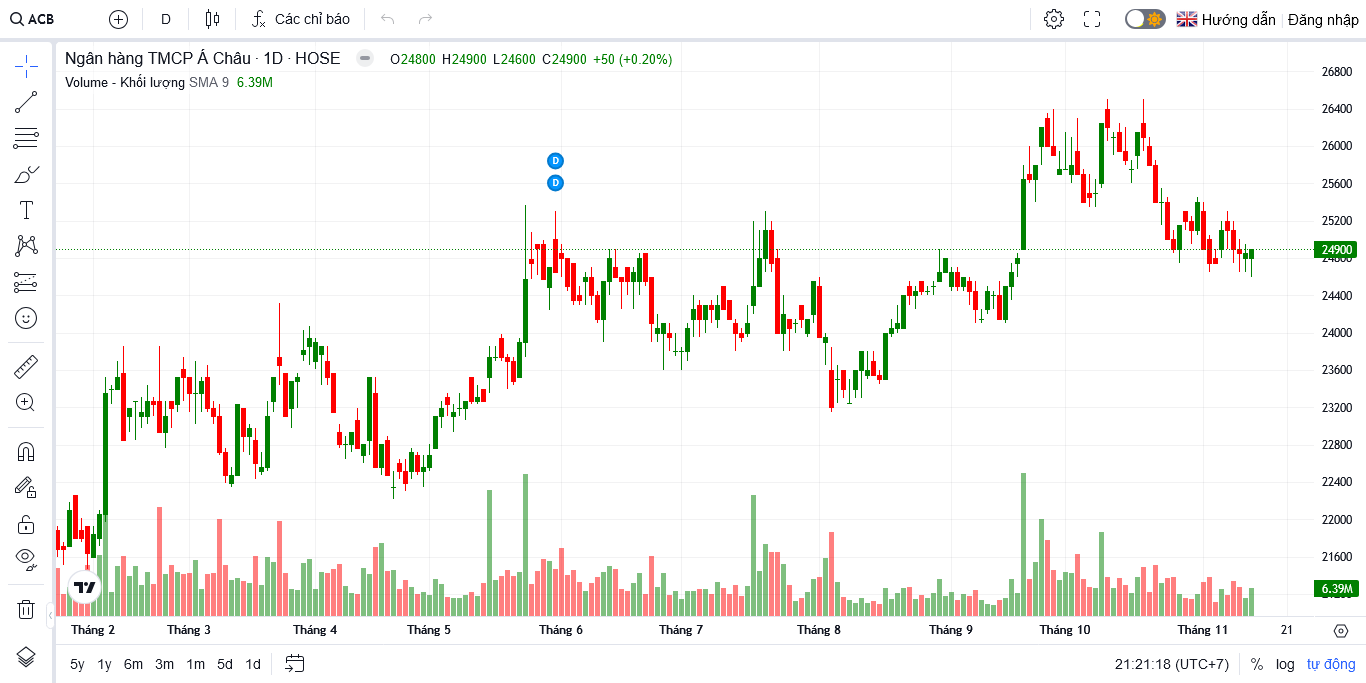 ACB D Các chỉ báo Hướng dẫn Đăng nhập
Ngân hàng TMCP Á Châu · 1D · HOSE O24800 H24900 L24600 C24900 +50 (+0.20%)
Volume - Khối lượng SMA 9 6.39M
D
D
26800
26400
26000
25600
25200
24900
24800
24400
24000
23600
23200
22800
22400
22000
21600
6.39M
Tháng 2 Tháng 3 Tháng 4 Tháng 5 Tháng 6 Tháng 7 Tháng 8 Tháng 9 Tháng 10 Tháng 11 21
5y 1y 6m 3m 1m 5d 1d 21:21:18 (UTC+7) % log tự động